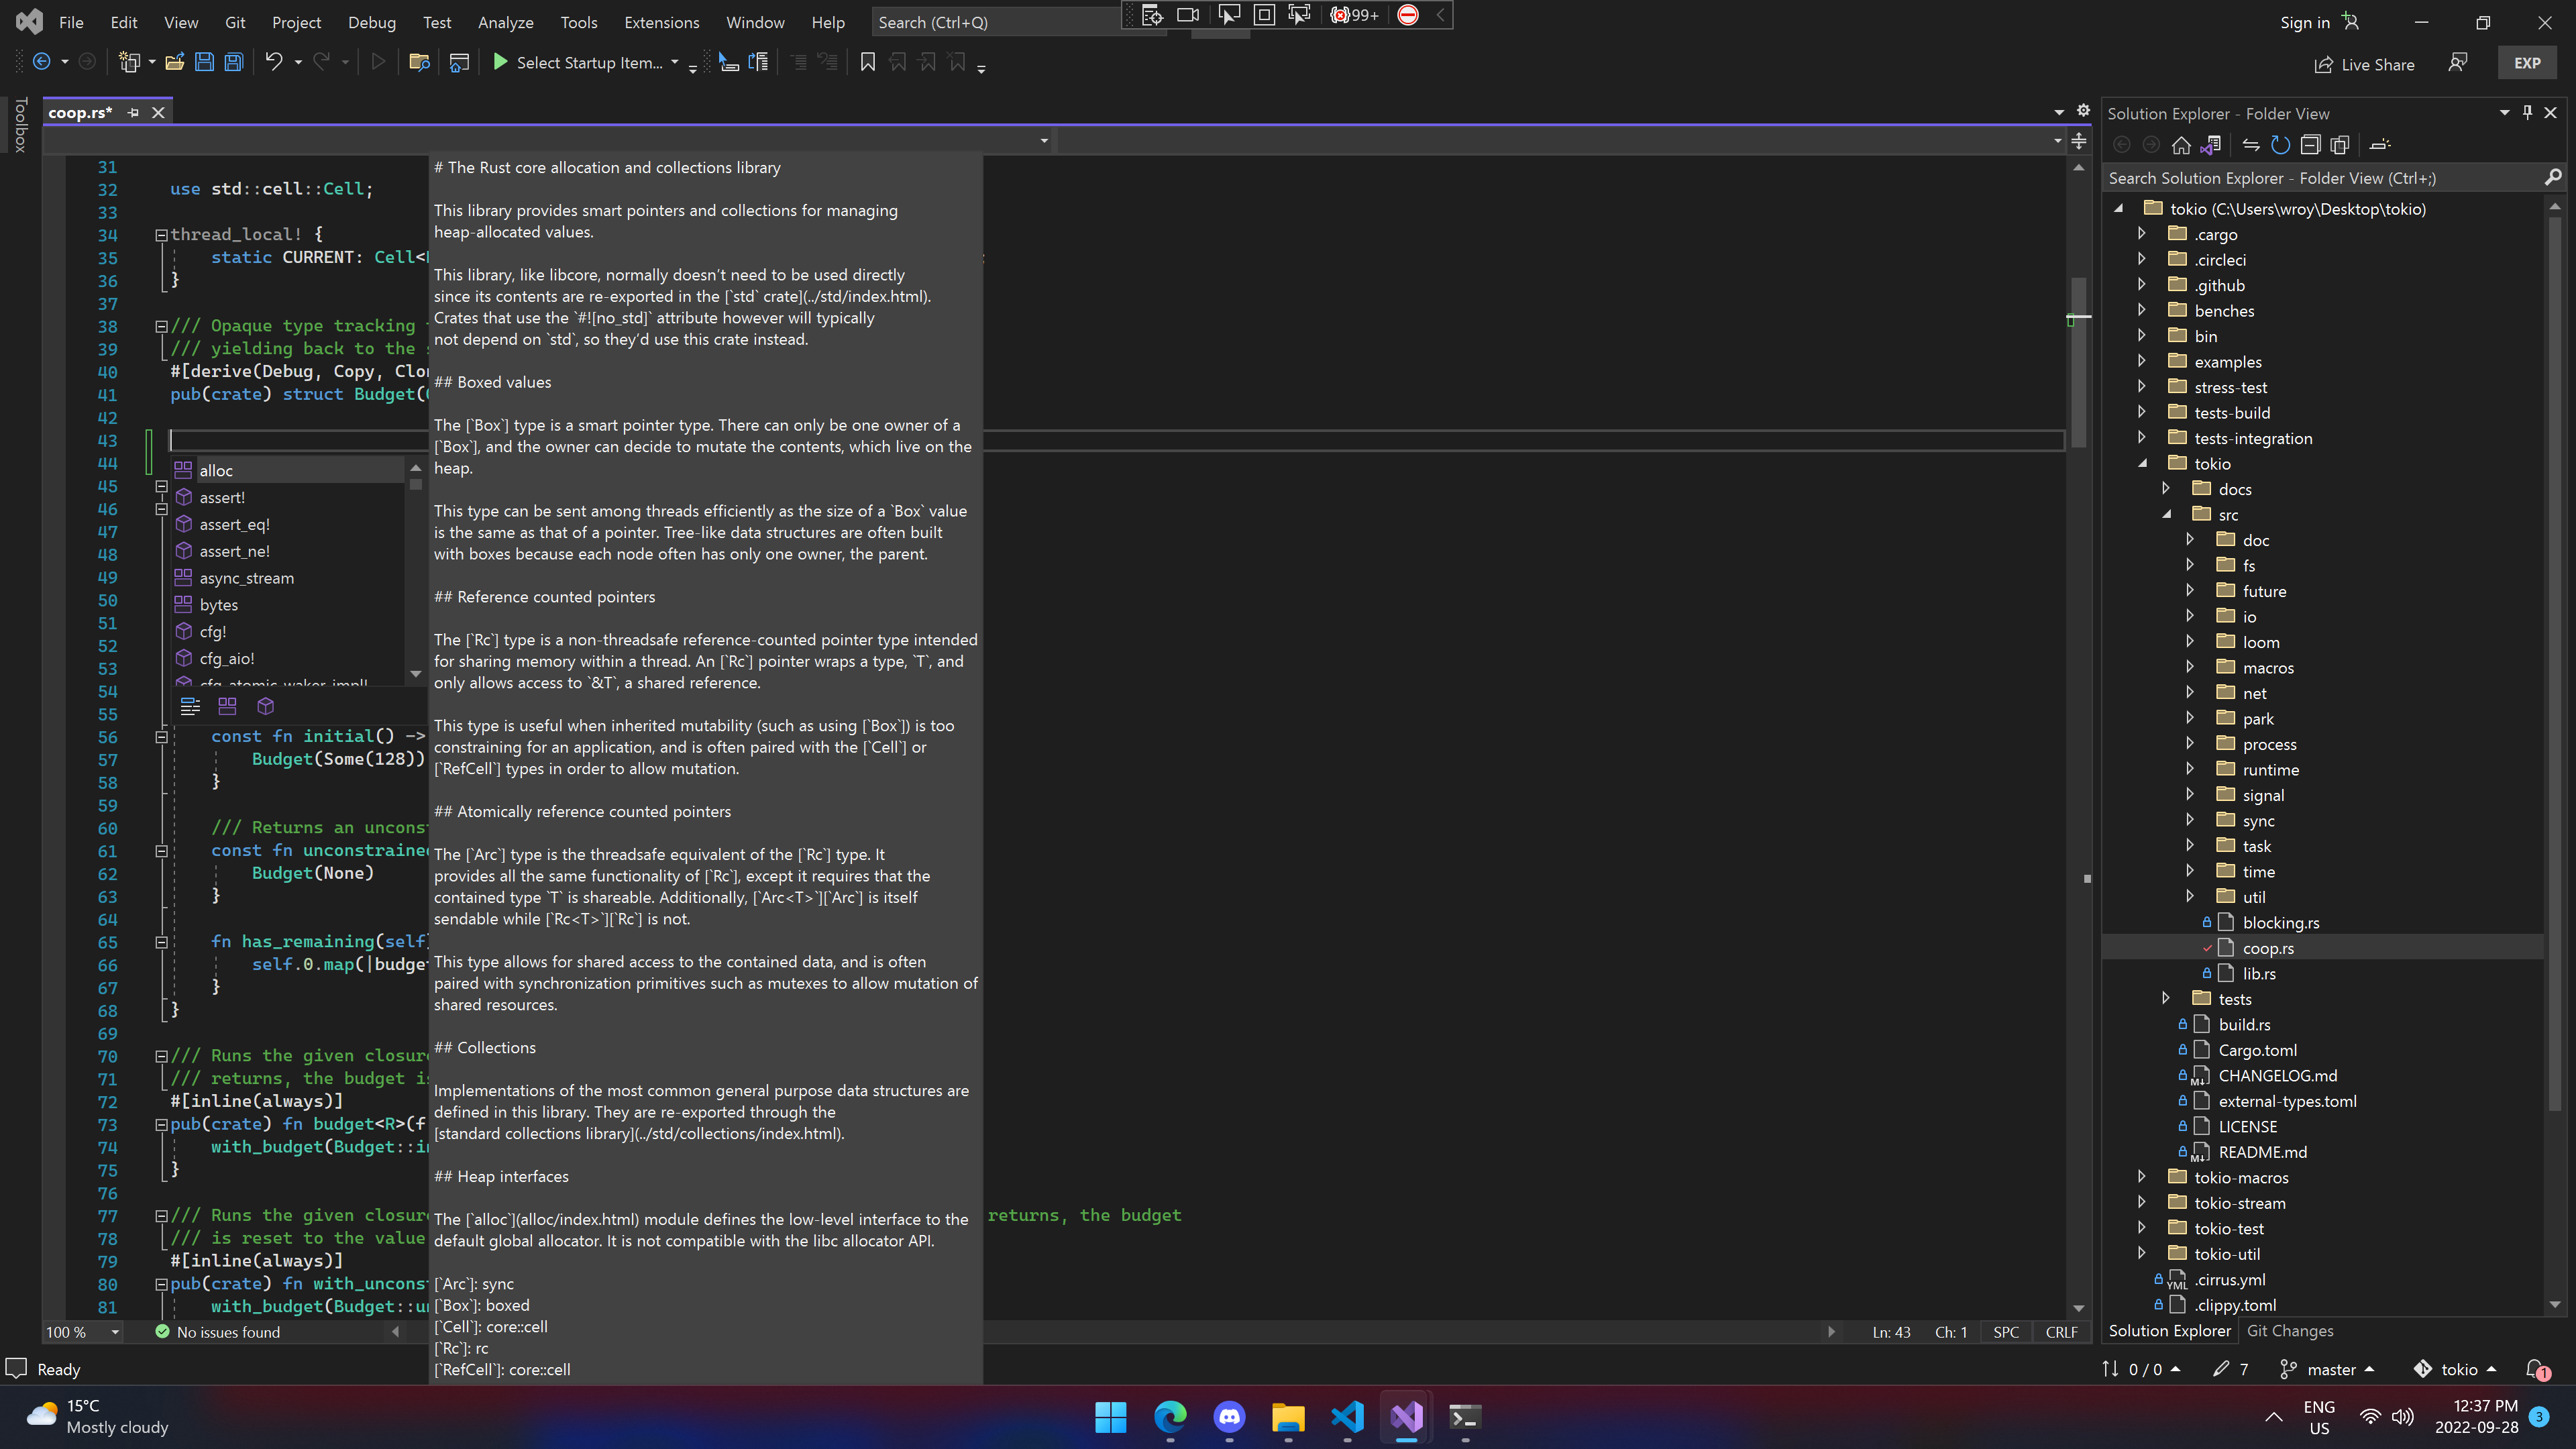 File Edit View Git Project Debug Test Analyze Tools Extensions Window Help Search (Ctrl+Q) 99+ Sign in
Select Startup Item... Live Share EXP
Toolbox
coop.rs*
31
32 use std::cell::Cell;
33
34 thread_local! {
35 static CURRENT: Cell<
36 }
37
38 /// Opaque type tracking
39 /// yielding back to the
40 #[derive(Debug, Copy, Clo
41 pub(crate) struct Budget(
42
43
44
45
46
47
48
49
50
51
52
53
54
55
56 const fn initial() ->
57 Budget(Some(128))
58 }
59
60 /// Returns an uncons
61 const fn unconstraine
62 Budget(None)
63 }
64
65 fn has_remaining(self
66 self.0.map(|budge
67 }
68 }
69
70 /// Runs the given closur
71 /// returns, the budget is
72 #[inline(always)]
73 pub(crate) fn budget<R>(f
74 with_budget(Budget::i
75 }
76
77 /// Runs the given closur returns, the budget
78 /// is reset to the value
79 #[inline(always)]
80 pub(crate) fn with_uncons
81 with_budget(Budget::u
alloc
assert!
assert_eq!
assert_ne!
async_stream
bytes
cfg!
cfg_aio!
cfg_atomic_waker_impl!
# The Rust core allocation and collections library
This library provides smart pointers and collections for managing
heap-allocated values.
This library, like libcore, normally doesn’t need to be used directly
since its contents are re-exported in the [`std` crate](../std/index.html).
Crates that use the `#![no_std]` attribute however will typically
not depend on `std`, so they’d use this crate instead.
## Boxed values
The [`Box`] type is a smart pointer type. There can only be one owner of a
[`Box`], and the owner can decide to mutate the contents, which live on the
heap.
This type can be sent among threads efficiently as the size of a `Box` value
is the same as that of a pointer. Tree-like data structures are often built
with boxes because each node often has only one owner, the parent.
## Reference counted pointers
The [`Rc`] type is a non-threadsafe reference-counted pointer type intended
for sharing memory within a thread. An [`Rc`] pointer wraps a type, `T`, and
only allows access to `&T`, a shared reference.
This type is useful when inherited mutability (such as using [`Box`]) is too
constraining for an application, and is often paired with the [`Cell`] or
[`RefCell`] types in order to allow mutation.
## Atomically reference counted pointers
The [`Arc`] type is the threadsafe equivalent of the [`Rc`] type. It
provides all the same functionality of [`Rc`], except it requires that the
contained type `T` is shareable. Additionally, [`Arc<T>`][`Arc`] is itself
sendable while [`Rc<T>`][`Rc`] is not.
This type allows for shared access to the contained data, and is often
paired with synchronization primitives such as mutexes to allow mutation of
shared resources.
## Collections
Implementations of the most common general purpose data structures are
defined in this library. They are re-exported through the
[standard collections library](../std/collections/index.html).
## Heap interfaces
The [`alloc`](alloc/index.html) module defines the low-level interface to the
default global allocator. It is not compatible with the libc allocator API.
[`Arc`]: sync
[`Box`]: boxed
[`Cell`]: core::cell
[`Rc`]: rc
[`RefCell`]: core::cell
Solution Explorer - Folder View
Search Solution Explorer - Folder View (Ctrl+;)
tokio (C:\Users\wroy\Desktop\tokio)
.cargo
.circleci
.github
benches
bin
examples
stress-test
tests-build
tests-integration
tokio
docs
src
doc
fs
future
io
loom
macros
net
park
process
runtime
signal
sync
task
time
util
blocking.rs
coop.rs
lib.rs
tests
build.rs
Cargo.toml
CHANGELOG.md
external-types.toml
LICENSE
README.md
tokio-macros
tokio-stream
tokio-test
tokio-util
.cirrus.yml
.clippy.toml
100 % No issues found Ln: 43 Ch: 1 SPC CRLF
Solution Explorer Git Changes
Ready 0 / 0 7 master tokio 1
15°C
Mostly cloudy
ENG
US
12:37 PM
2022-09-28
3